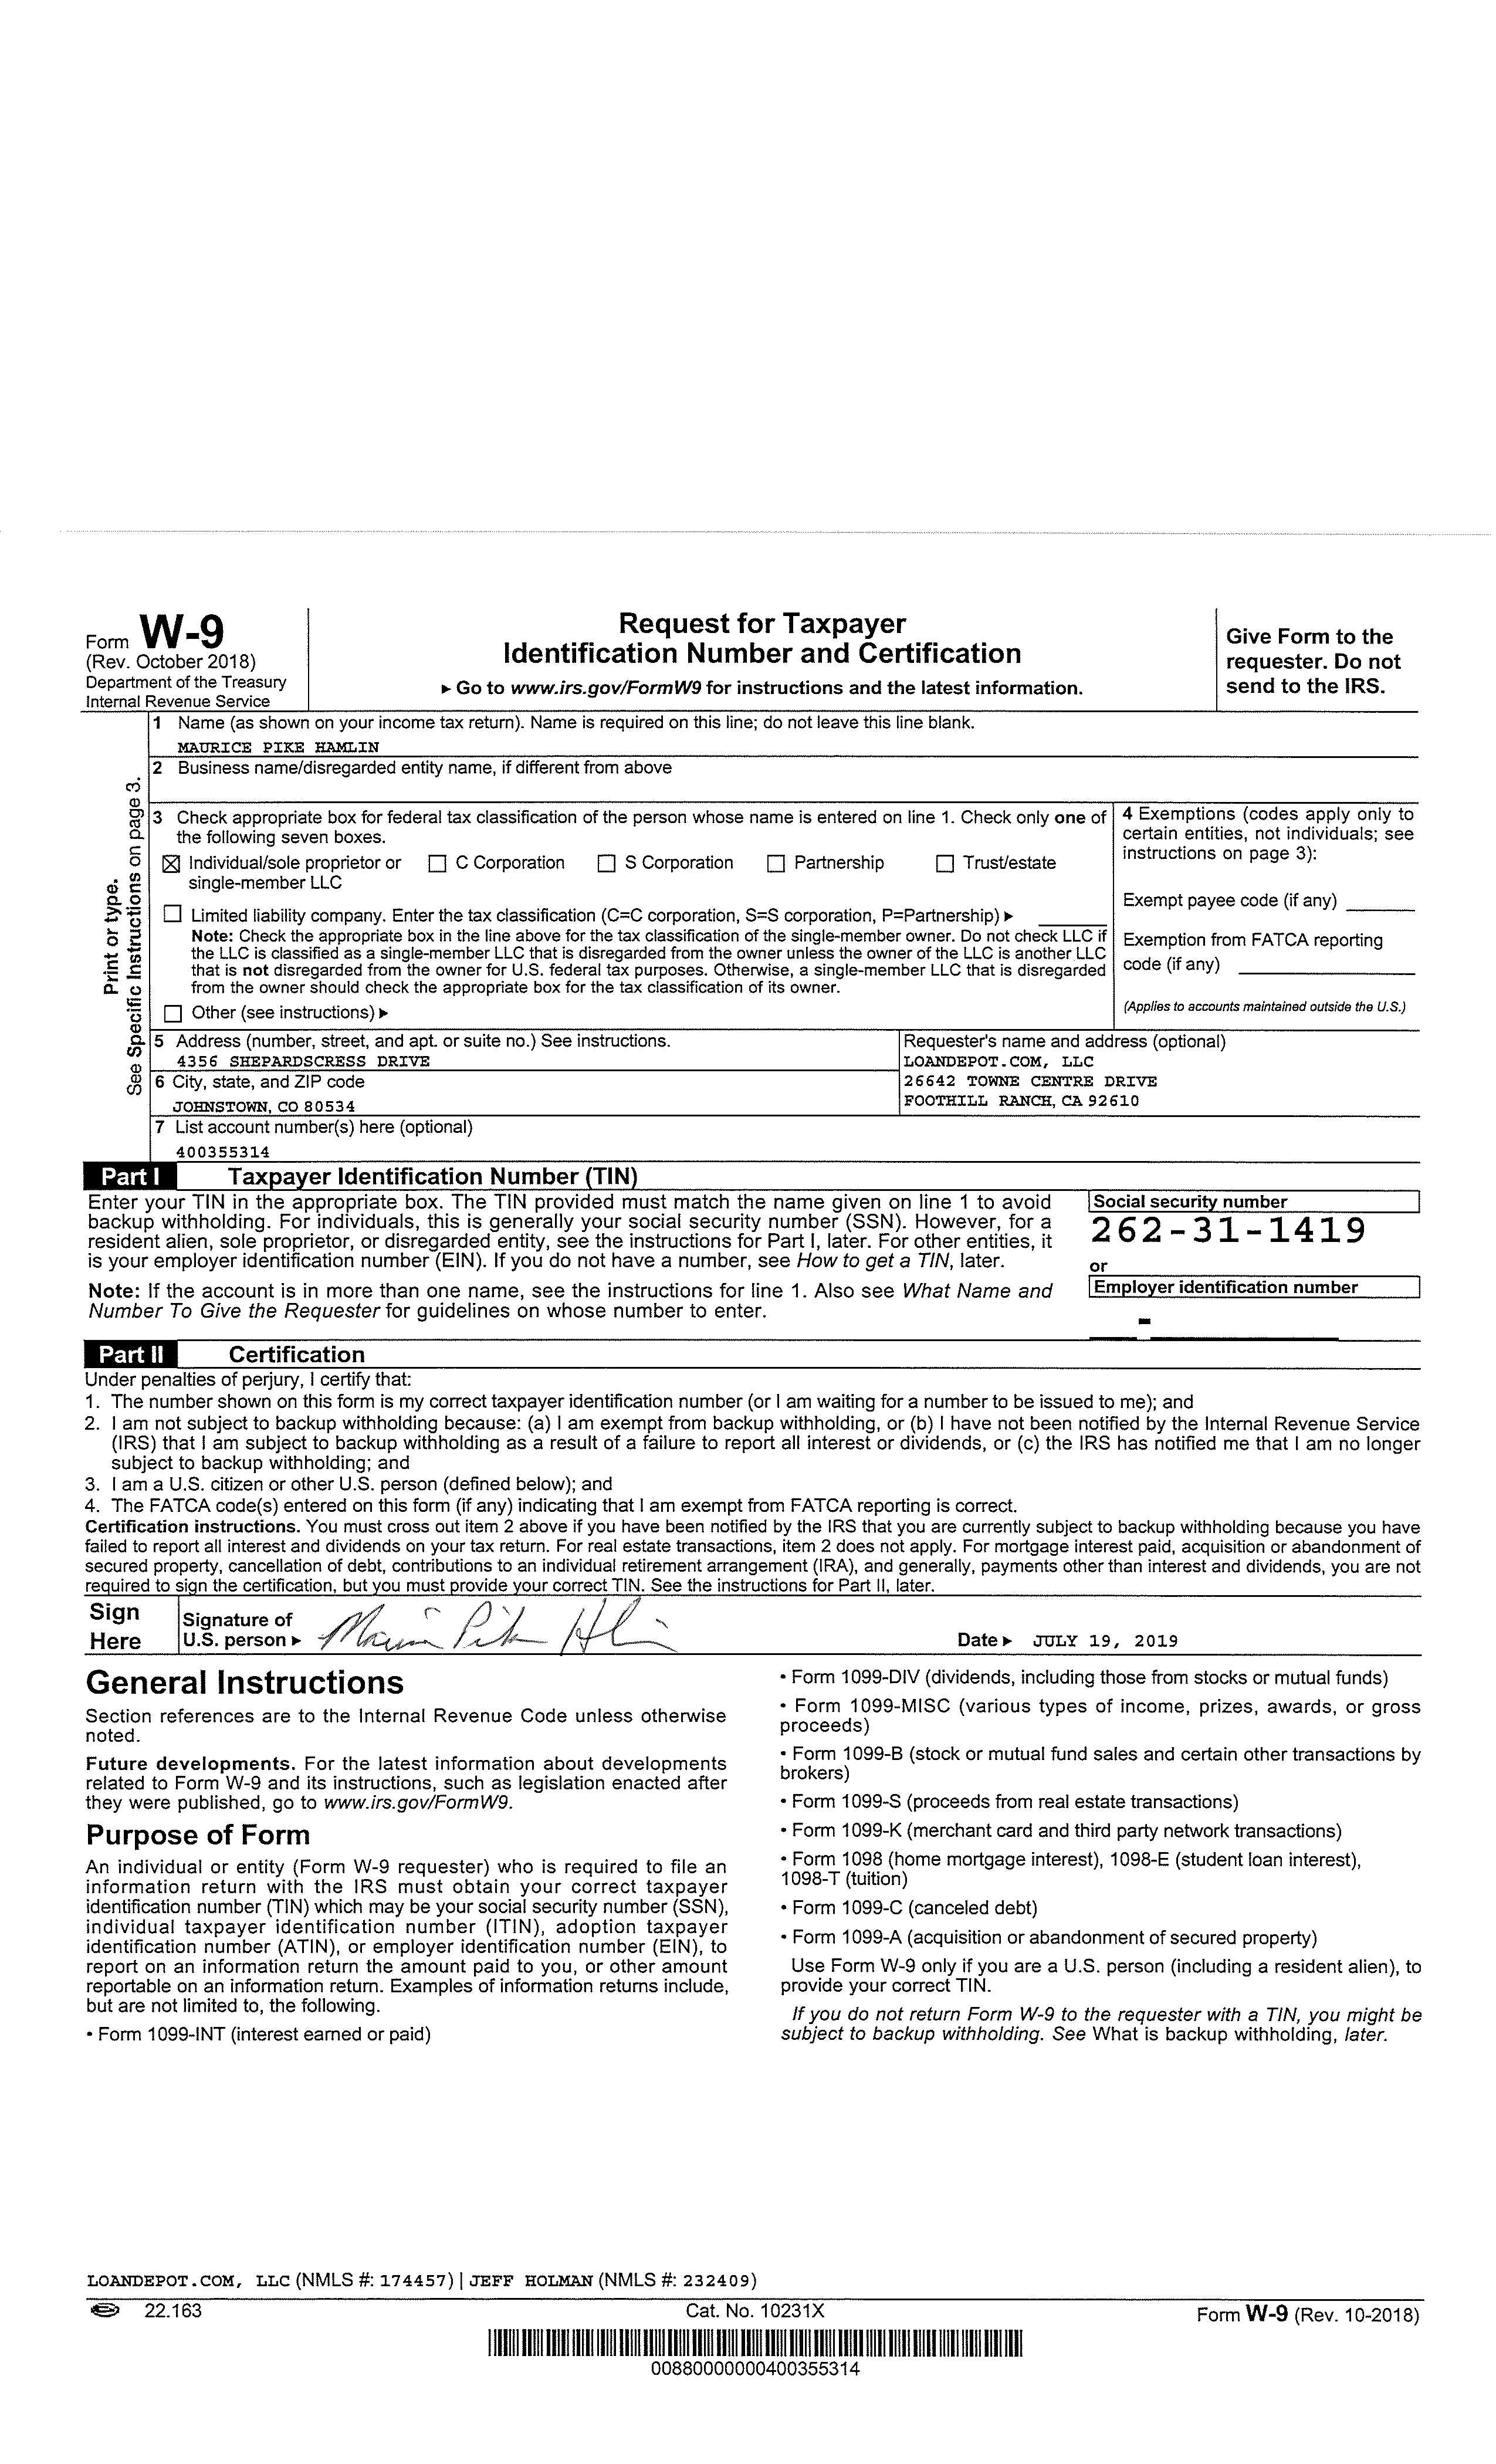 Form W-9
(Rev. October 2018)
Department of the Treasury
Internal Revenue Service
Request for Taxpayer
Identification Number and Certification
▸ Go to www.irs.gov/FormW9 for instructions and the latest information.
Give Form to the
requester. Do not
send to the IRS.
Print or type.
See Specific Instructions on page 3.
1 Name (as shown on your income tax return). Name is required on this line; do not leave this line blank.
MAURICE PIKE HAMLIN
2 Business name/disregarded entity name, if different from above
3 Check appropriate box for federal tax classification of the person whose name is entered on line 1. Check only one of
the following seven boxes.
☒ Individual/sole proprietor or ☐ C Corporation ☐ S Corporation ☐ Partnership ☐ Trust/estate
single-member LLC
☐ Limited liability company. Enter the tax classification (C=C corporation, S=S corporation, P=Partnership) ▸
Note: Check the appropriate box in the line above for the tax classification of the single-member owner. Do not check LLC if
the LLC is classified as a single-member LLC that is disregarded from the owner unless the owner of the LLC is another LLC
that is not disregarded from the owner for U.S. federal tax purposes. Otherwise, a single-member LLC that is disregarded
from the owner should check the appropriate box for the tax classification of its owner.
☐ Other (see instructions) ▸
4 Exemptions (codes apply only to
certain entities, not individuals; see
instructions on page 3):
Exempt payee code (if any)
Exemption from FATCA reporting
code (if any)
(Applies to accounts maintained outside the U.S.)
5 Address (number, street, and apt. or suite no.) See instructions.
4356 SHEPARDSCRESS DRIVE
6 City, state, and ZIP code
JOHNSTOWN, CO 80534
Requester's name and address (optional)
LOANDEPOT.COM, LLC
26642 TOWNE CENTRE DRIVE
FOOTHILL RANCH, CA 92610
7 List account number(s) here (optional)
400355314
Part I Taxpayer Identification Number (TIN)
Enter your TIN in the appropriate box. The TIN provided must match the name given on line 1 to avoid
backup withholding. For individuals, this is generally your social security number (SSN). However, for a
resident alien, sole proprietor, or disregarded entity, see the instructions for Part I, later. For other entities, it
is your employer identification number (EIN). If you do not have a number, see How to get a TIN, later.
Note: If the account is in more than one name, see the instructions for line 1. Also see What Name and
Number To Give the Requester for guidelines on whose number to enter.
Social security number
262-31-1419
or
Employer identification number
-
Part II Certification
Under penalties of perjury, I certify that:
1. The number shown on this form is my correct taxpayer identification number (or I am waiting for a number to be issued to me); and
2. I am not subject to backup withholding because: (a) I am exempt from backup withholding, or (b) I have not been notified by the Internal Revenue Service
(IRS) that I am subject to backup withholding as a result of a failure to report all interest or dividends, or (c) the IRS has notified me that I am no longer
subject to backup withholding; and
3. I am a U.S. citizen or other U.S. person (defined below); and
4. The FATCA code(s) entered on this form (if any) indicating that I am exempt from FATCA reporting is correct.
Certification instructions. You must cross out item 2 above if you have been notified by the IRS that you are currently subject to backup withholding because you have
failed to report all interest and dividends on your tax return. For real estate transactions, item 2 does not apply. For mortgage interest paid, acquisition or abandonment of
secured property, cancellation of debt, contributions to an individual retirement arrangement (IRA), and generally, payments other than interest and dividends, you are not
required to sign the certification, but you must provide your correct TIN. See the instructions for Part II, later.
Sign
Here
Signature of
U.S. person ▸
Date ▸ JULY 19, 2019
General Instructions
Section references are to the Internal Revenue Code unless otherwise
noted.
Future developments. For the latest information about developments
related to Form W-9 and its instructions, such as legislation enacted after
they were published, go to www.irs.gov/FormW9.
Purpose of Form
An individual or entity (Form W-9 requester) who is required to file an
information return with the IRS must obtain your correct taxpayer
identification number (TIN) which may be your social security number (SSN),
individual taxpayer identification number (ITIN), adoption taxpayer
identification number (ATIN), or employer identification number (EIN), to
report on an information return the amount paid to you, or other amount
reportable on an information return. Examples of information returns include,
but are not limited to, the following.
• Form 1099-INT (interest earned or paid)
• Form 1099-DIV (dividends, including those from stocks or mutual funds)
• Form 1099-MISC (various types of income, prizes, awards, or gross
proceeds)
• Form 1099-B (stock or mutual fund sales and certain other transactions by
brokers)
• Form 1099-S (proceeds from real estate transactions)
• Form 1099-K (merchant card and third party network transactions)
• Form 1098 (home mortgage interest), 1098-E (student loan interest),
1098-T (tuition)
• Form 1099-C (canceled debt)
• Form 1099-A (acquisition or abandonment of secured property)
Use Form W-9 only if you are a U.S. person (including a resident alien), to
provide your correct TIN.
If you do not return Form W-9 to the requester with a TIN, you might be
subject to backup withholding. See What is backup withholding, later.
LOANDEPOT.COM, LLC (NMLS #: 174457) | JEFF HOLMAN (NMLS #: 232409)
22.163
Cat. No. 10231X
Form W-9 (Rev. 10-2018)
00880000000400355314